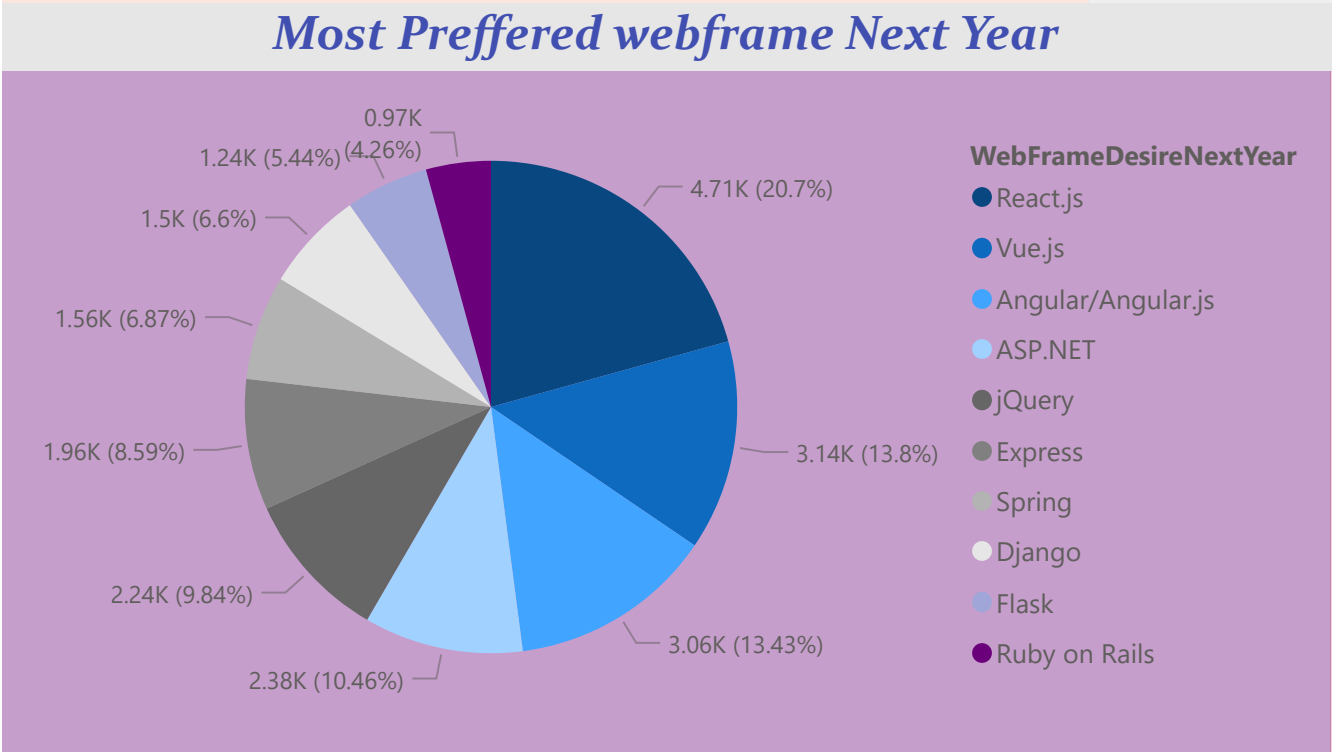 Most Preffered webframe Next Year
0.97K
(4.26%)
1.24K (5.44%)
1.5K (6.6%)
1.56K (6.87%)
1.96K (8.59%)
2.24K (9.84%)
2.38K (10.46%)
3.06K (13.43%)
3.14K (13.8%)
4.71K (20.7%)
WebFrameDesireNextYear
React.js
Vue.js
Angular/Angular.js
ASP.NET
jQuery
Express
Spring
Django
Flask
Ruby on Rails